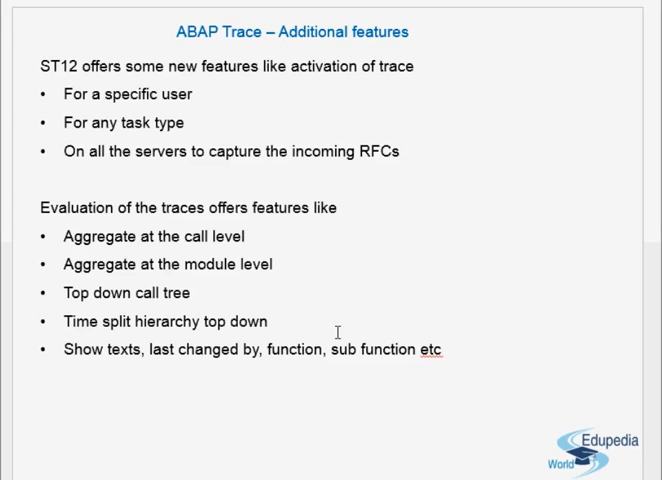 ABAP Trace – Additional features
ST12 offers some new features like activation of trace
• For a specific user
• For any task type
• On all the servers to capture the incoming RFCs
Evaluation of the traces offers features like
• Aggregate at the call level
• Aggregate at the module level
• Top down call tree
• Time split hierarchy top down
• Show texts, last changed by, function, sub function etc
Edupedia
World